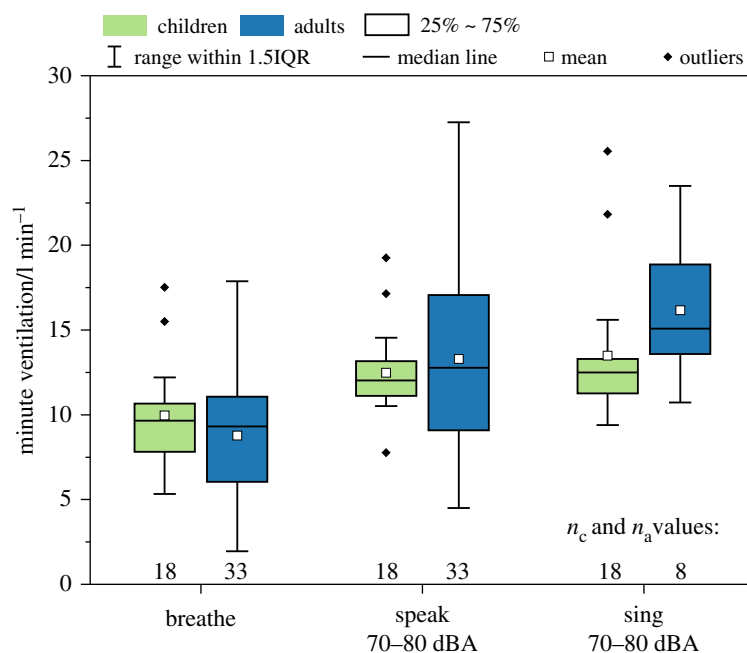 children adults 25% ~ 75%
range within 1.5IQR median line mean outliers
30
25
20
15
10
5
0
minute ventilation/l min⁻¹
n_c and n_a values:
18 33 18 33 18 8
breathe speak sing
70–80 dBA 70–80 dBA